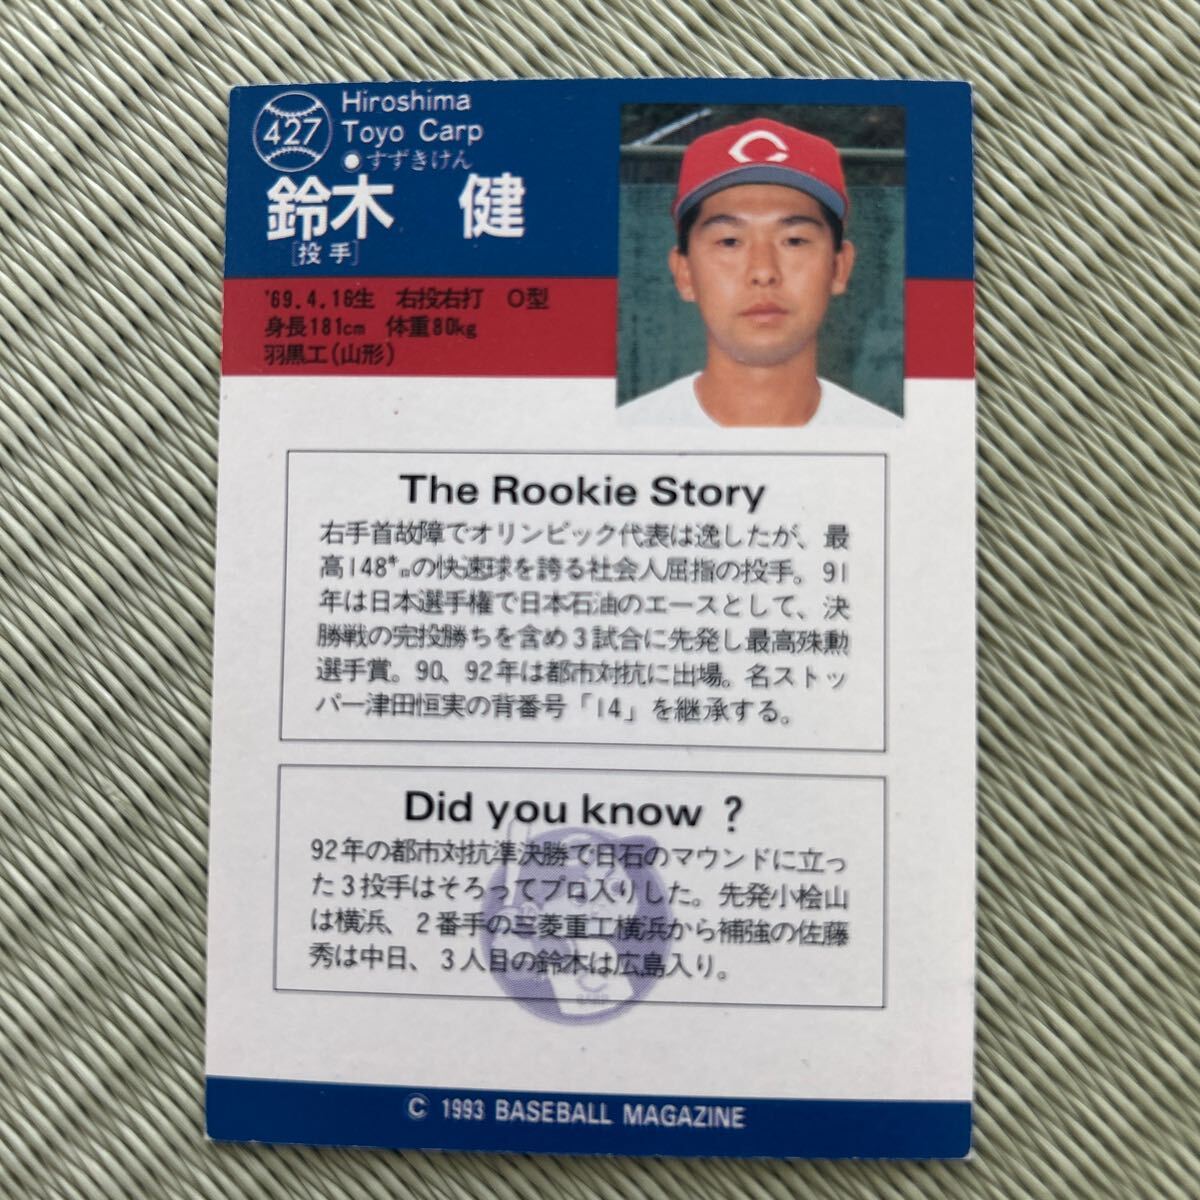 427
Hiroshima
Toyo Carp
●すずきけん
鈴木 健
[投手]
'69.4.16生 右投右打 O型
身長181cm 体重80kg
羽黒工(山形)
The Rookie Story
右手首故障でオリンピック代表は逸したが、最
高148㌔の快速球を誇る社会人屈指の投手。91
年は日本選手権で日本石油のエースとして、決
勝戦の完投勝ちを含め3試合に先発し最高殊勲
選手賞。90、92年は都市対抗に出場。名ストッ
パー津田恒実の背番号「14」を継承する。
Did you know ?
92年の都市対抗準決勝で日石のマウンドに立っ
た3投手はそろってプロ入りした。先発小桧山
は横浜、2番手の三菱重工横浜から補強の佐藤
秀は中日、3人目の鈴木は広島入り。
© 1993 BASEBALL MAGAZINE